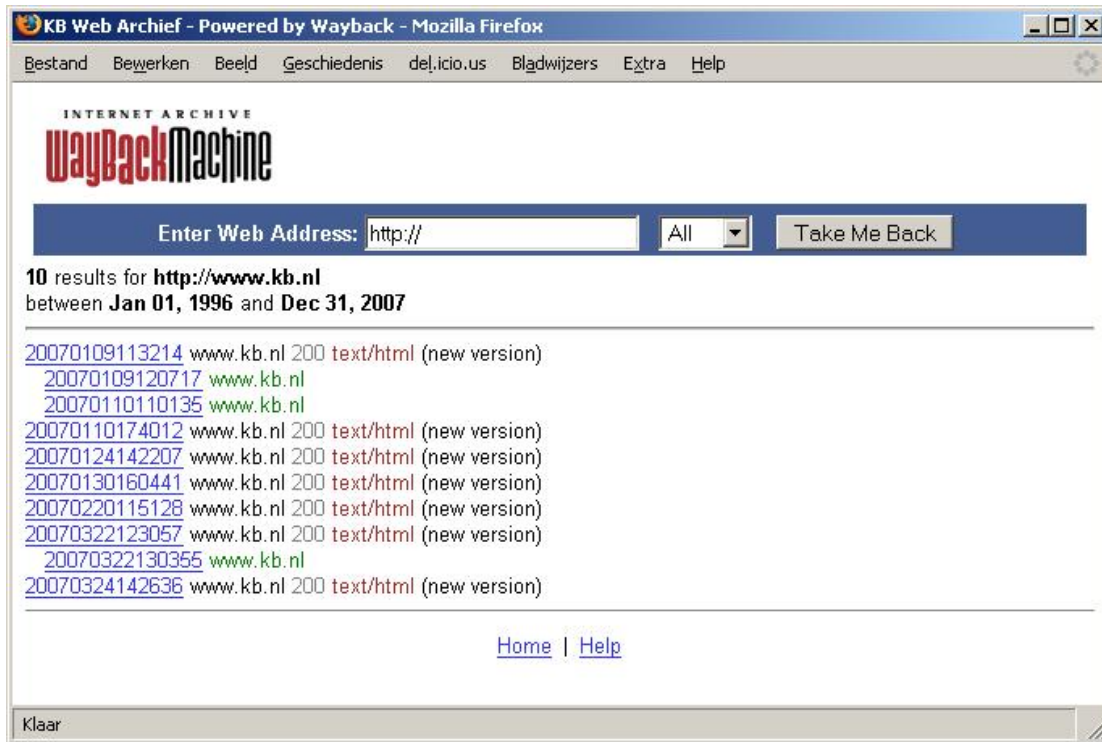 KB Web Archief - Powered by Wayback - Mozilla Firefox
Bestand Bewerken Beeld Geschiedenis del.icio.us Bladwijzers Extra Help
INTERNET ARCHIVE
WayBackMachine
Enter Web Address: http:// All Take Me Back
10 results for http://www.kb.nl
between Jan 01, 1996 and Dec 31, 2007
20070109113214 www.kb.nl 200 text/html (new version)
20070109120717 www.kb.nl
20070110110135 www.kb.nl
20070110174012 www.kb.nl 200 text/html (new version)
20070124142207 www.kb.nl 200 text/html (new version)
20070130160441 www.kb.nl 200 text/html (new version)
20070220115128 www.kb.nl 200 text/html (new version)
20070322123057 www.kb.nl 200 text/html (new version)
20070322130355 www.kb.nl
20070324142636 www.kb.nl 200 text/html (new version)
Home | Help
Klaar